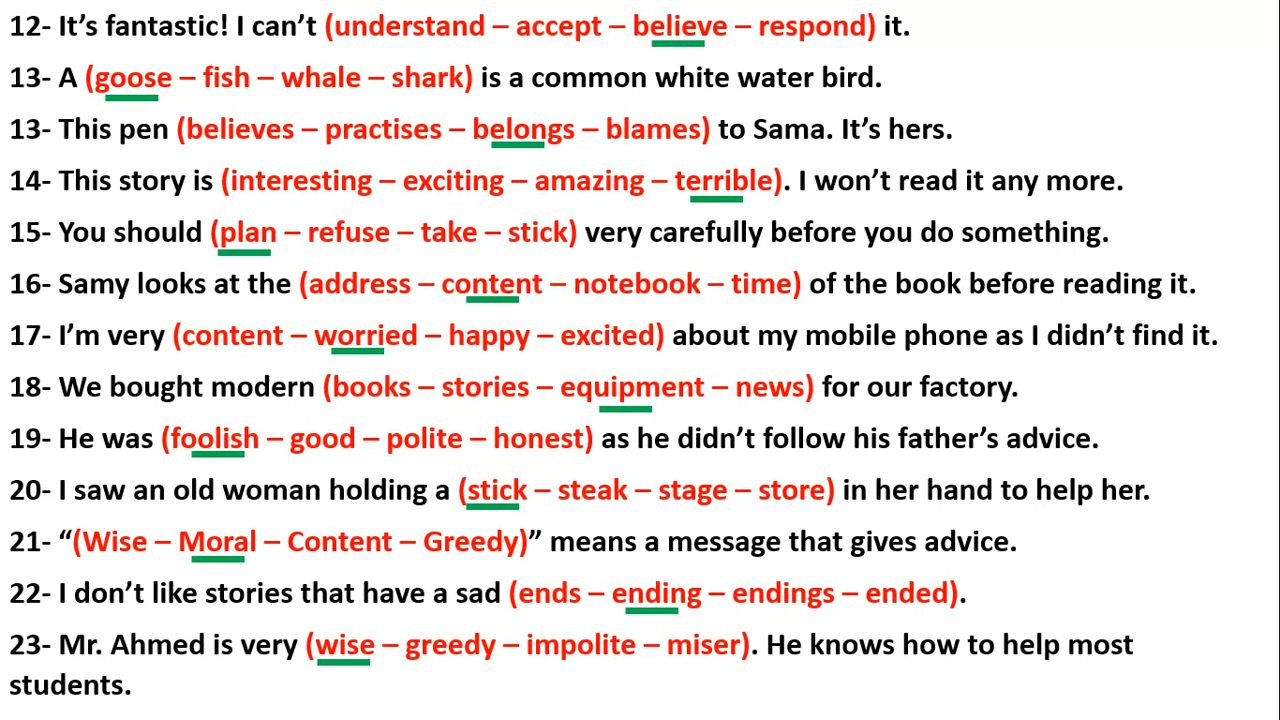 12- It’s fantastic! I can’t (understand – accept – believe – respond) it.
13- A (goose – fish – whale – shark) is a common white water bird.
13- This pen (believes – practises – belongs – blames) to Sama. It’s hers.
14- This story is (interesting – exciting – amazing – terrible). I won’t read it any more.
15- You should (plan – refuse – take – stick) very carefully before you do something.
16- Samy looks at the (address – content – notebook – time) of the book before reading it.
17- I’m very (content – worried – happy – excited) about my mobile phone as I didn’t find it.
18- We bought modern (books – stories – equipment – news) for our factory.
19- He was (foolish – good – polite – honest) as he didn’t follow his father’s advice.
20- I saw an old woman holding a (stick – steak – stage – store) in her hand to help her.
21- “(Wise – Moral – Content – Greedy)” means a message that gives advice.
22- I don’t like stories that have a sad (ends – ending – endings – ended).
23- Mr. Ahmed is very (wise – greedy – impolite – miser). He knows how to help most
students.